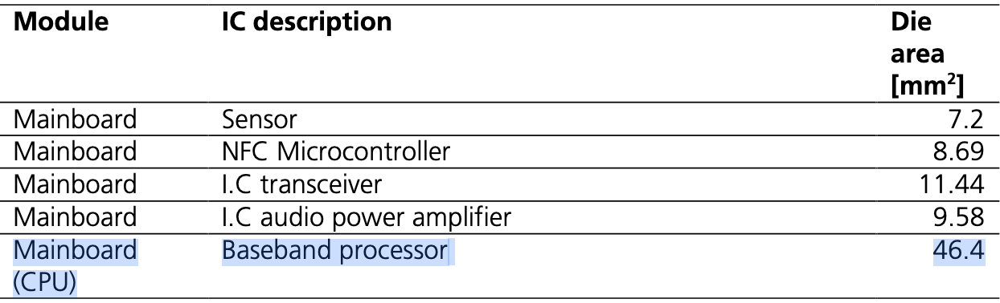 Module IC description Die
area
[mm²]
Mainboard Sensor 7.2
Mainboard NFC Microcontroller 8.69
Mainboard I.C transceiver 11.44
Mainboard I.C audio power amplifier 9.58
Mainboard Baseband processor 46.4
(CPU)